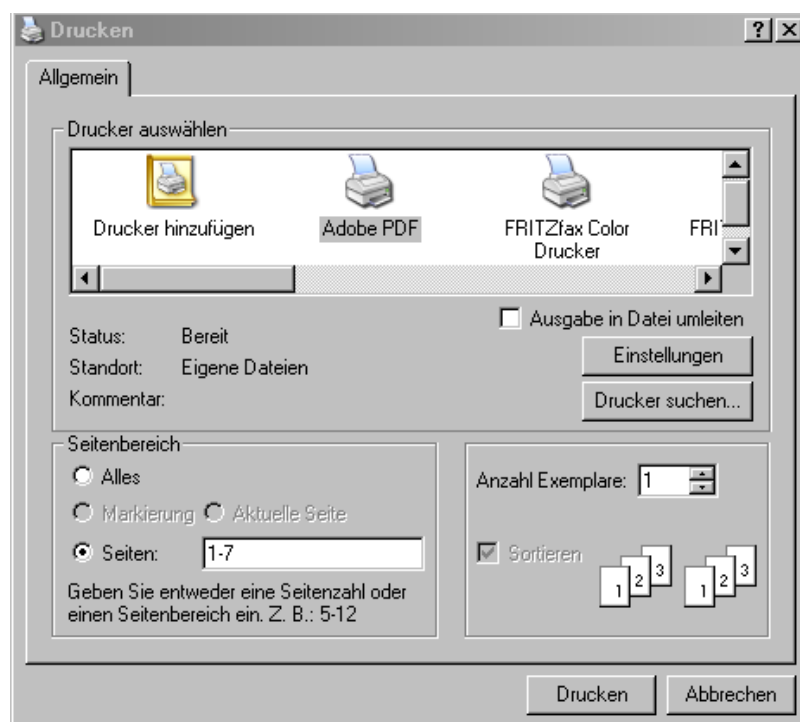 Drucken
Allgemein
Drucker auswählen
Drucker hinzufügen
Adobe PDF
FRITZfax Color
Drucker
FRI
Ausgabe in Datei umleiten
Status: Bereit
Einstellungen
Standort: Eigene Dateien
Kommentar:
Drucker suchen...
Seitenbereich
Alles
Markierung
Aktuelle Seite
Seiten: 1-7
Geben Sie entweder eine Seitenzahl oder
einen Seitenbereich ein. Z. B.: 5-12
Anzahl Exemplare: 1
Sortieren
1 2 3 1 2 3
Drucken
Abbrechen